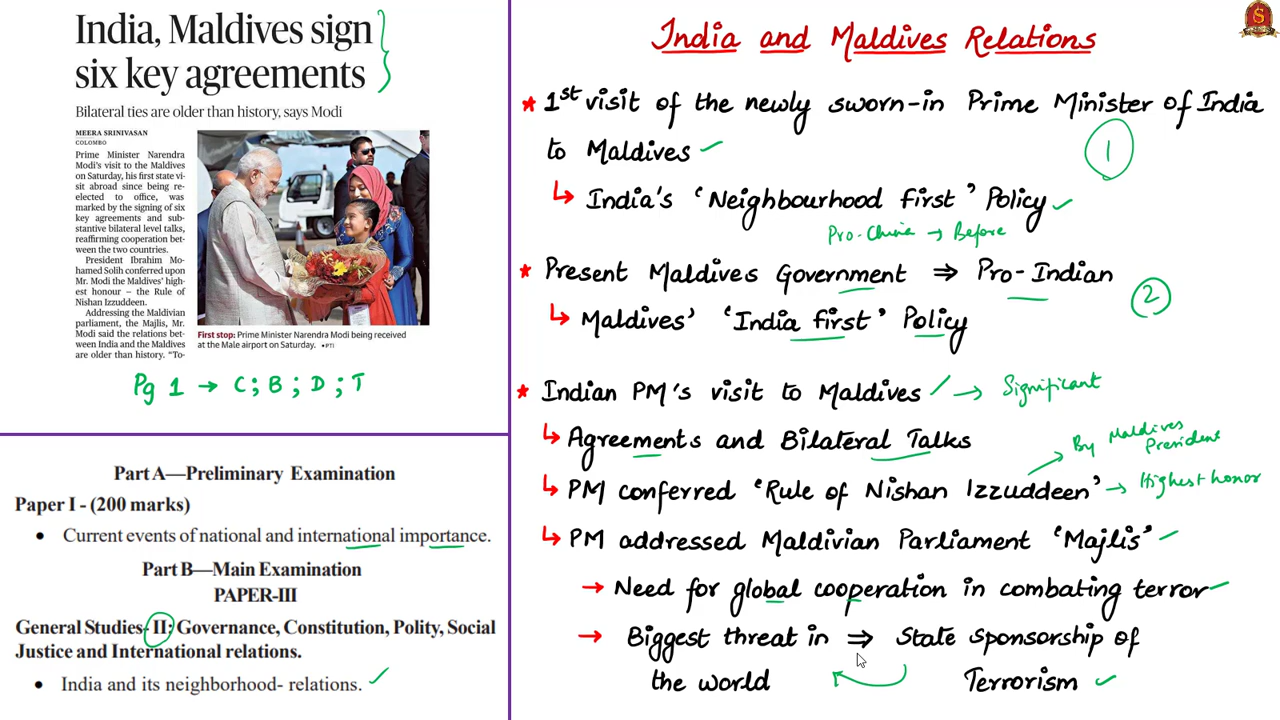 India, Maldives sign
six key agreements
Bilateral ties are older than history, says Modi
MEERA SRINIVASAN
COLOMBO
Prime Minister Narendra
Modi's visit to the Maldives
on Saturday, his first state vi-
sit abroad since being re-
elected to office, was
marked by the signing of six
key agreements and sub-
stantive bilateral level talks,
reaffirming cooperation bet-
ween the two countries.
President Ibrahim Mo-
hamed Solih conferred upon
Mr. Modi the Maldives' high-
est honour – the Rule of
Nishan Izzuddeen.
Addressing the Maldivian
parliament, the Majlis, Mr.
Modi said the relations bet-
ween India and the Maldives
are older than history. "To-
First stop: Prime Minister Narendra Modi being received
at the Male airport on Saturday. •PTI
Pg 1 → C; B; D; T
Part A—Preliminary Examination
Paper I - (200 marks)
• Current events of national and international importance.
Part B—Main Examination
PAPER-III
General Studies- II: Governance, Constitution, Polity, Social
Justice and International relations.
• India and its neighborhood- relations.
India and Maldives Relations
* 1st visit of the newly sworn-in Prime Minister of India
to Maldives
1
↳ India's 'Neighbourhood first' Policy
Pro-China → Before
* Present Maldives Government ⇒ Pro-Indian
2
↳ Maldives' 'India first' Policy
* Indian PM's visit to Maldives → Significant
↳ Agreements and Bilateral Talks
By Maldives
President
↳ PM conferred 'Rule of Nishan Izzuddeen' → Highest honor
↳ PM addressed Maldivian Parliament 'Majlis'
→ Need for global cooperation in combating terror
→ Biggest threat in ⇒ State sponsorship of
the world Terrorism